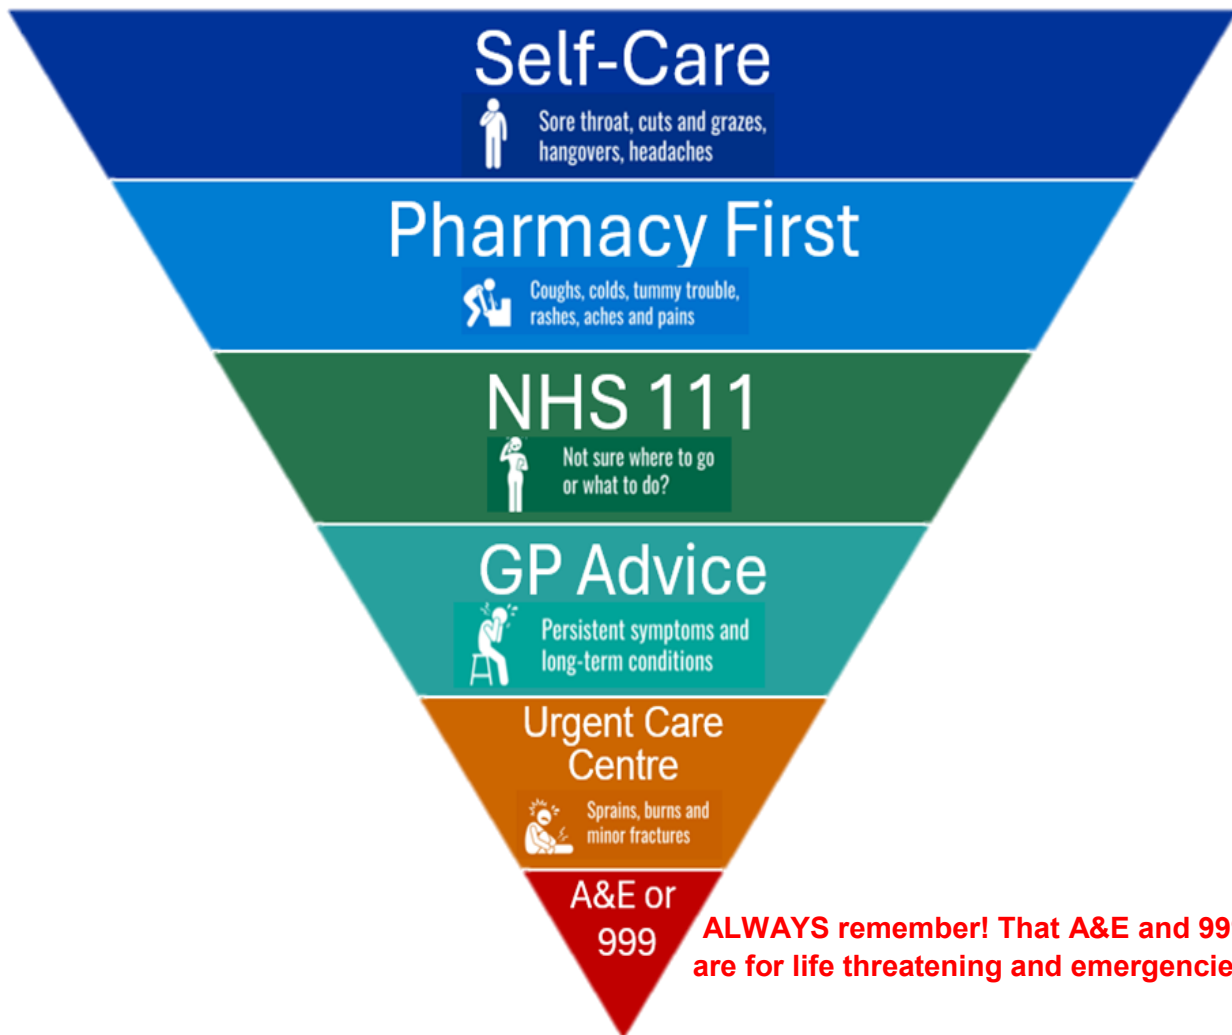 Self-Care
Sore throat, cuts and grazes,
hangovers, headaches
Pharmacy First
Coughs, colds, tummy trouble,
rashes, aches and pains
NHS 111
Not sure where to go
or what to do?
GP Advice
Persistent symptoms and
long-term conditions
Urgent Care
Centre
Sprains, burns and
minor fractures
A&E or
999
ALWAYS remember! That A&E and 99
are for life threatening and emergencie